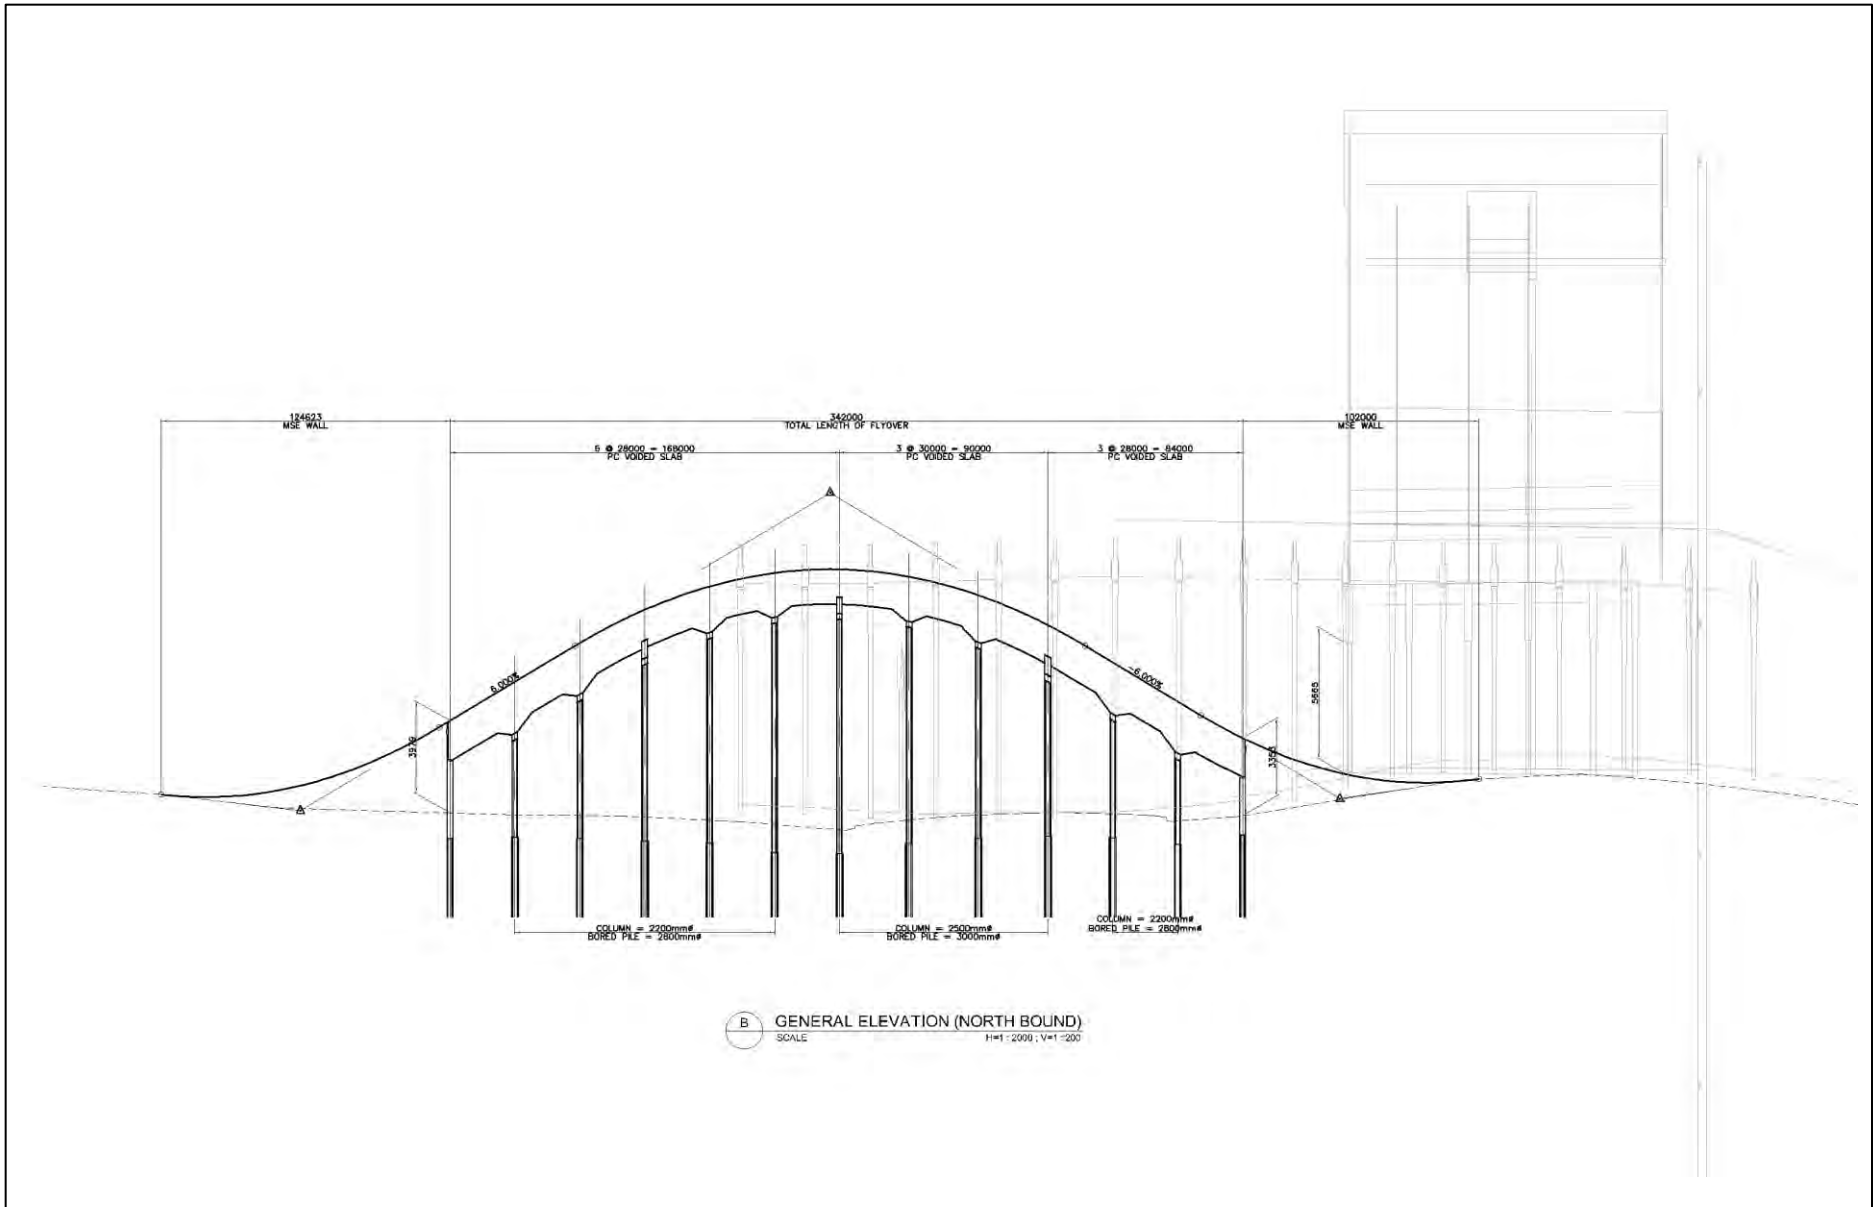 124623
MSE WALL
342000
TOTAL LENGTH OF FLYOVER
102000
MSE WALL
6 @ 28000 = 168000
PC VOIDED SLAB
3 @ 30000 = 90000
PC VOIDED SLAB
3 @ 28000 = 84000
PC VOIDED SLAB
6.000%
-6.000%
5665
COLUMN = 2200mmø
BORED PILE = 2800mmø
COLUMN = 2500mmø
BORED PILE = 3000mmø
COLUMN = 2200mmø
BORED PILE = 2800mmø
B
GENERAL ELEVATION (NORTH BOUND)
SCALE
H=1 : 2000 ; V=1 : 200